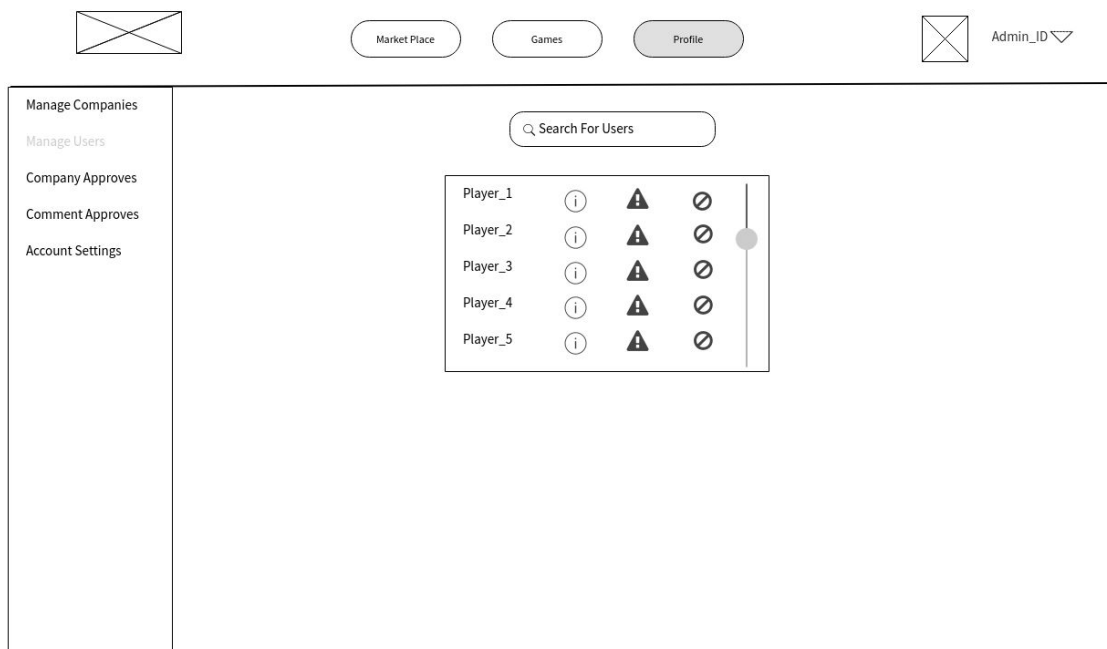 Market Place
Games
Profile
Admin_ID
Manage Companies
Manage Users
Company Approves
Comment Approves
Account Settings
Search For Users
Player_1
Player_2
Player_3
Player_4
Player_5